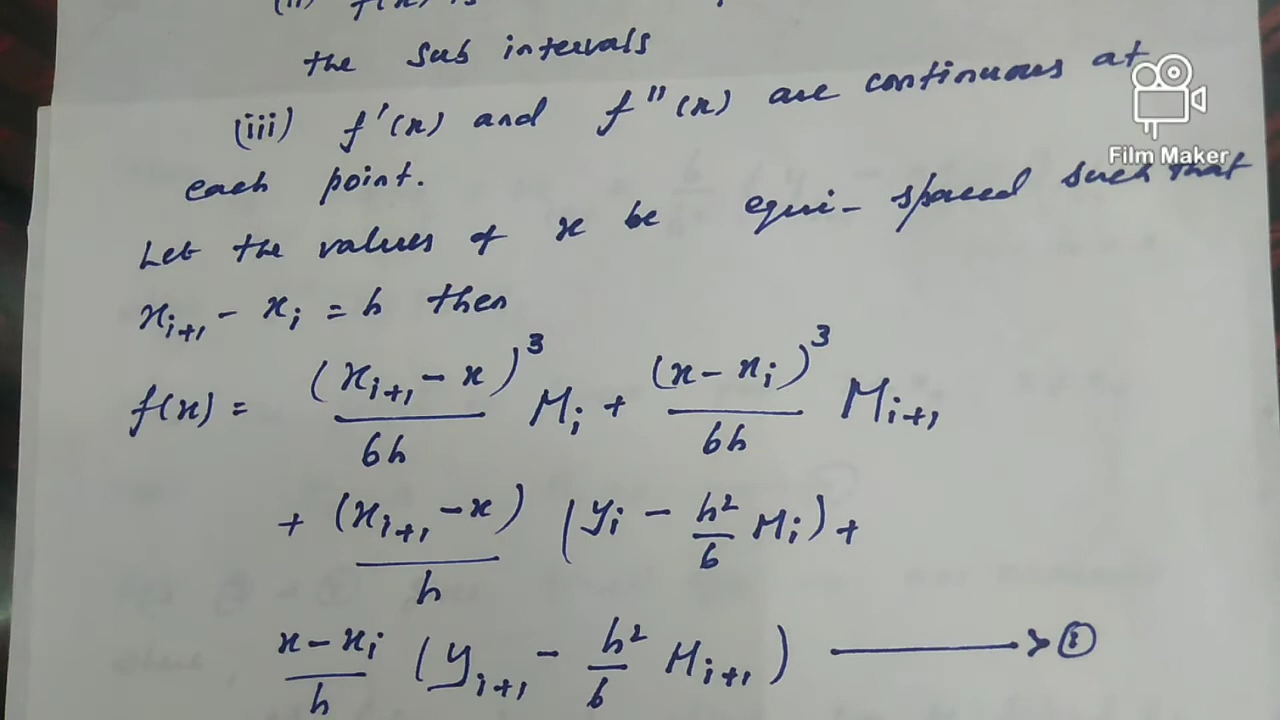 (ii) f(x) is
the sub intervals
(iii) f'(x) and f''(x) are continuous at
each point.
Let the values of x be equi-spaced such that
x_{i+1} - x_i = h then
f(x) = (x_{i+1} - x)^3 / 6h M_i + (x - x_i)^3 / 6h M_{i+1}
+ (x_{i+1} - x) / h (y_i - h^2/6 M_i) +
x - x_i / h (y_{i+1} - h^2/6 M_{i+1}) →
Film Maker